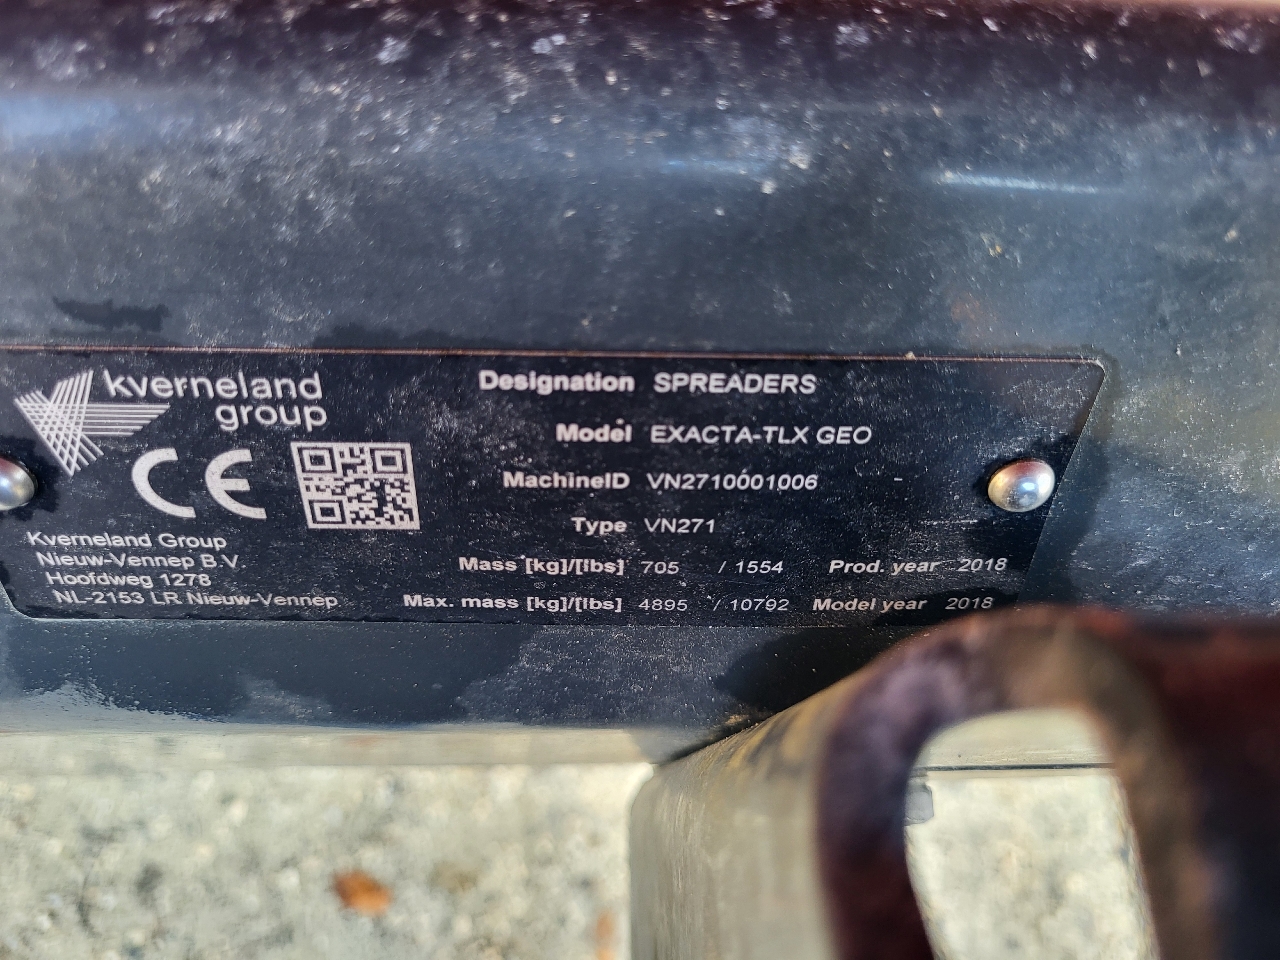 kverneland
group
CE
Kverneland Group
Nieuw-Vennep B.V.
Hoofdweg 1278
NL-2153 LR Nieuw-Vennep
Designation SPREADERS
Model EXACTA-TLX GEO
MachineID VN2710001006
Type VN271
Mass [kg]/[lbs] 705 / 1554 Prod. year 2018
Max. mass [kg]/[lbs] 4895 / 10792 Model year 2018